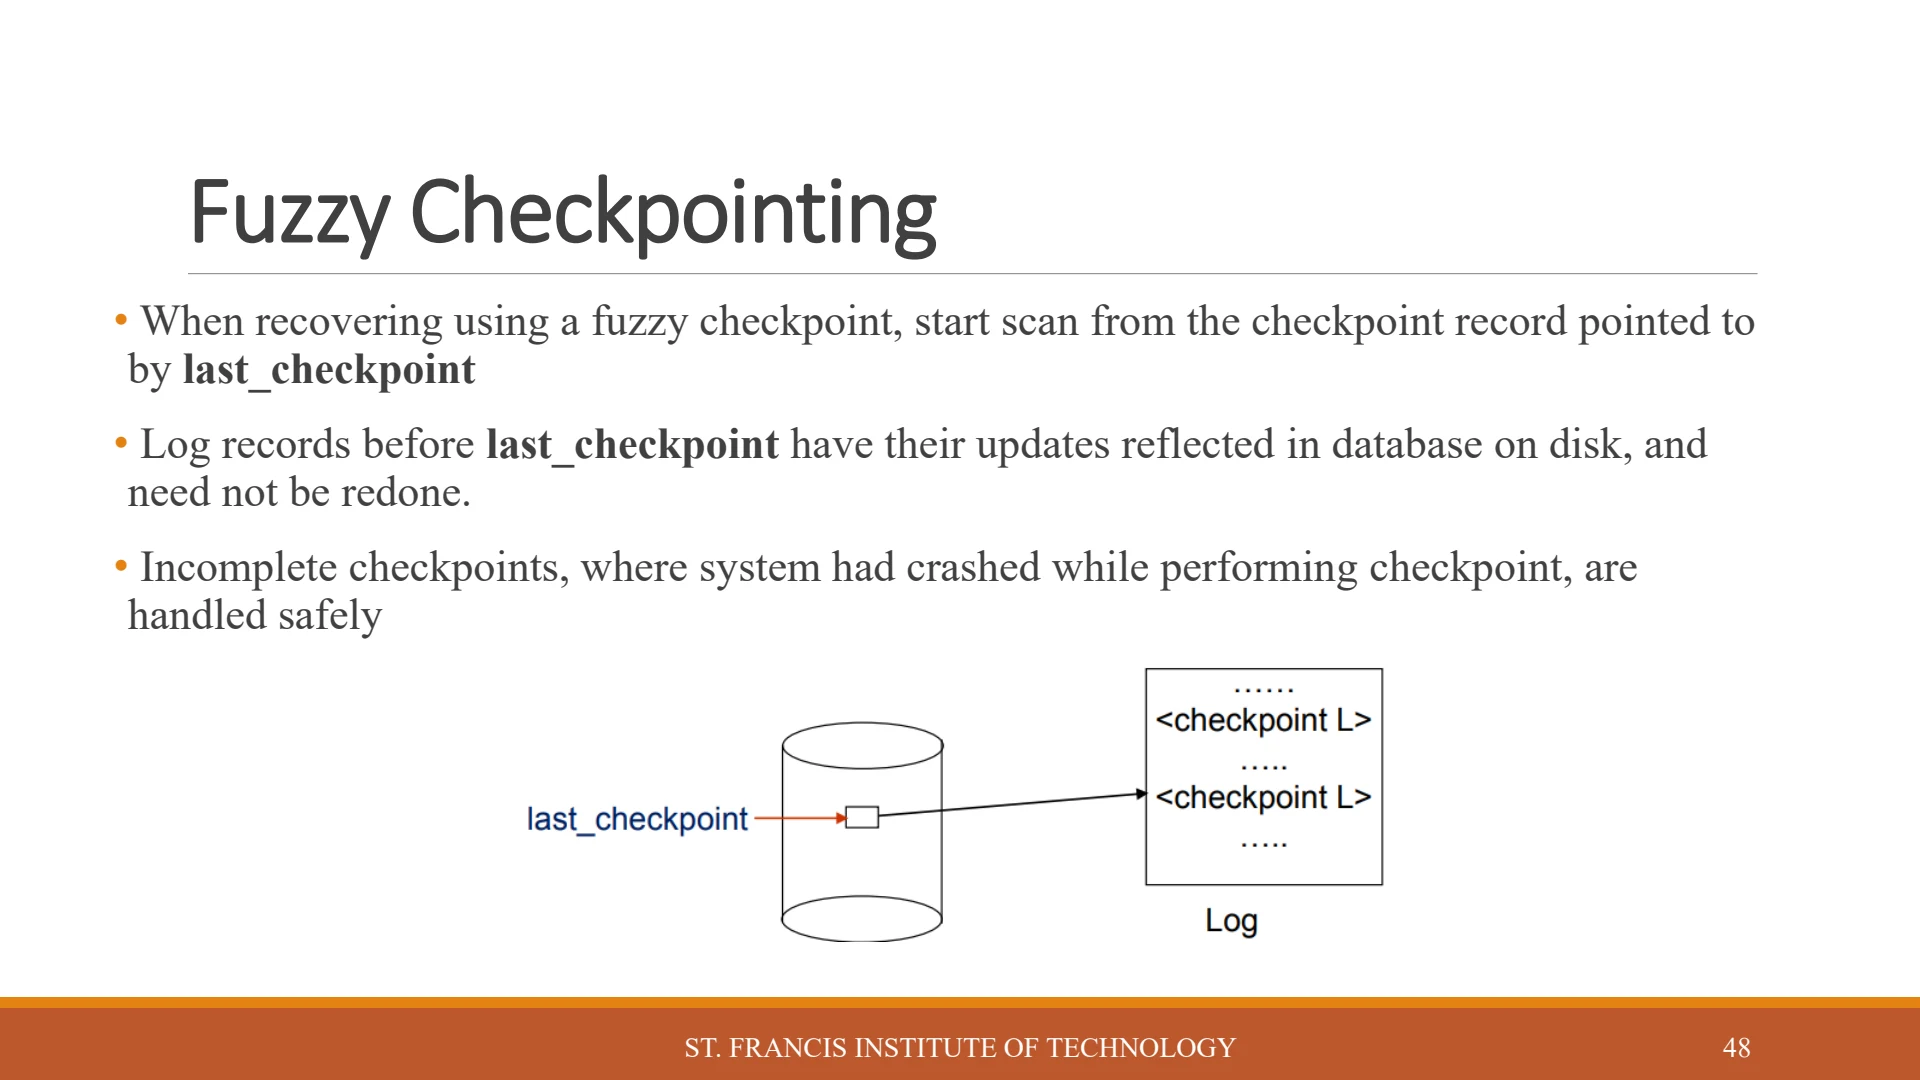 Fuzzy Checkpointing
• When recovering using a fuzzy checkpoint, start scan from the checkpoint record pointed to
by last_checkpoint
• Log records before last_checkpoint have their updates reflected in database on disk, and
need not be redone.
• Incomplete checkpoints, where system had crashed while performing checkpoint, are
handled safely
……
<checkpoint L>
…..
<checkpoint L>
…..
last_checkpoint
Log
ST. FRANCIS INSTITUTE OF TECHNOLOGY
48